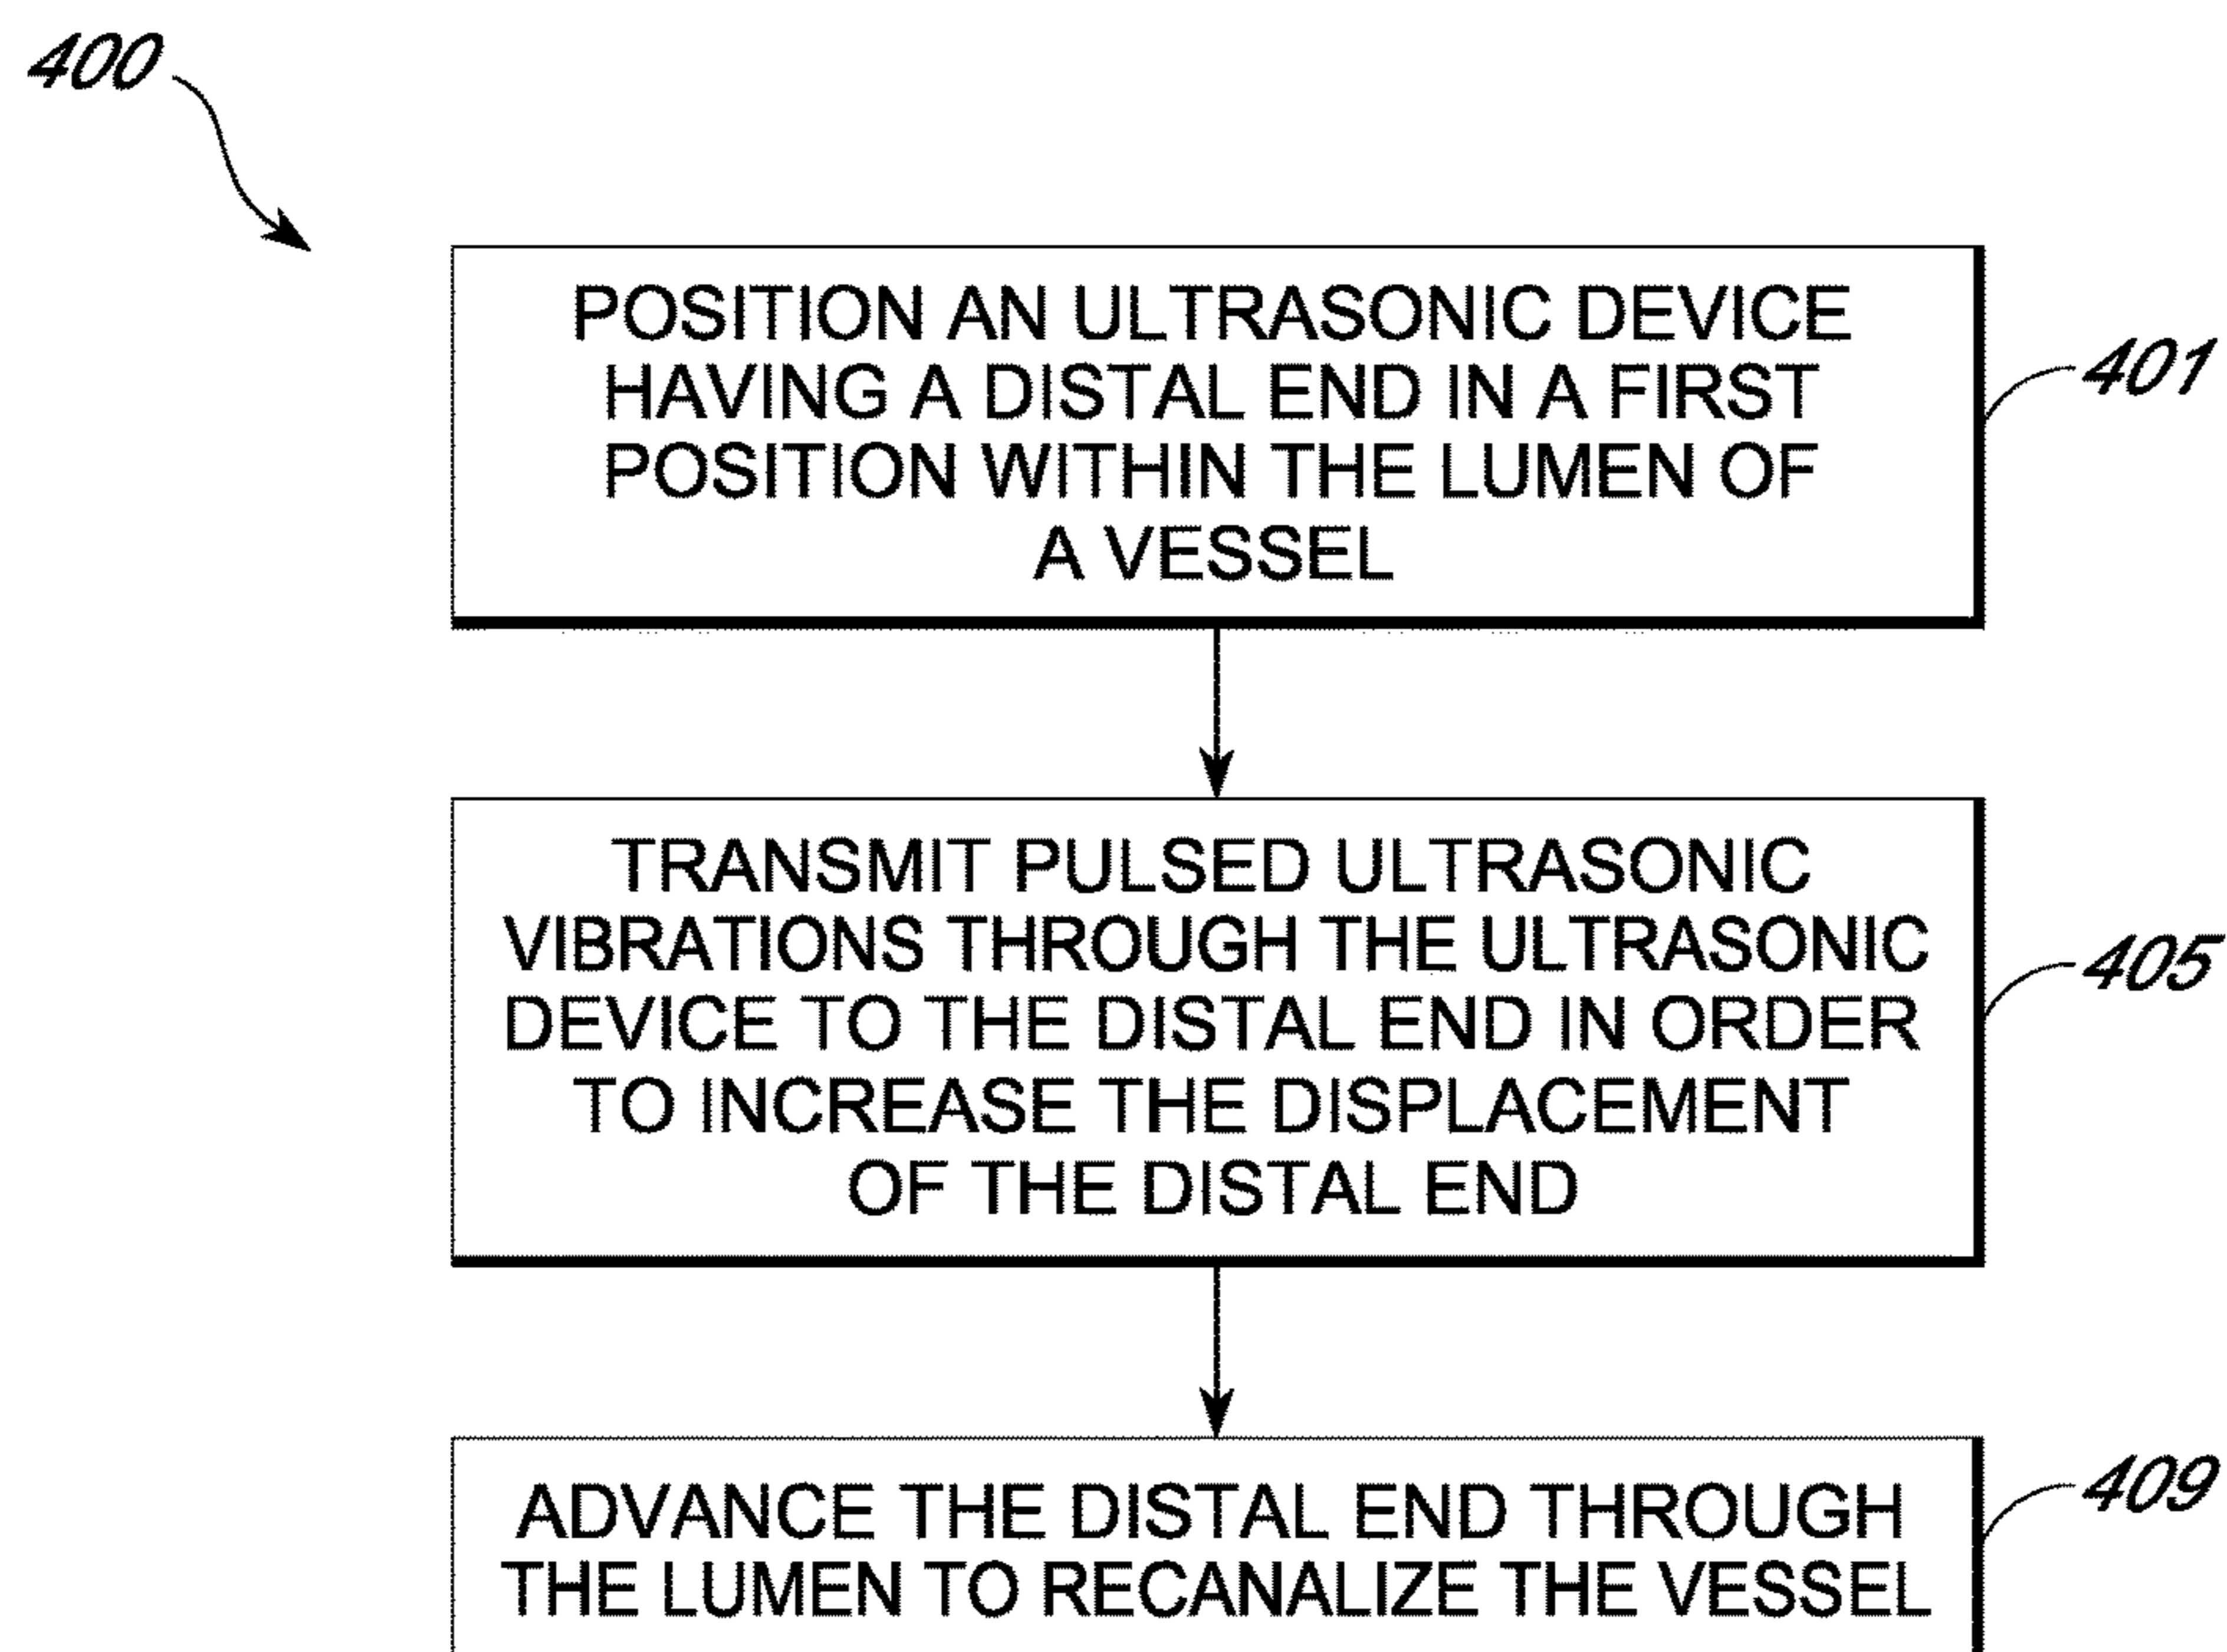 400
POSITION AN ULTRASONIC DEVICE
HAVING A DISTAL END IN A FIRST
POSITION WITHIN THE LUMEN OF
A VESSEL
401
TRANSMIT PULSED ULTRASONIC
VIBRATIONS THROUGH THE ULTRASONIC
DEVICE TO THE DISTAL END IN ORDER
TO INCREASE THE DISPLACEMENT
OF THE DISTAL END
405
ADVANCE THE DISTAL END THROUGH
THE LUMEN TO RECANALIZE THE VESSEL
409